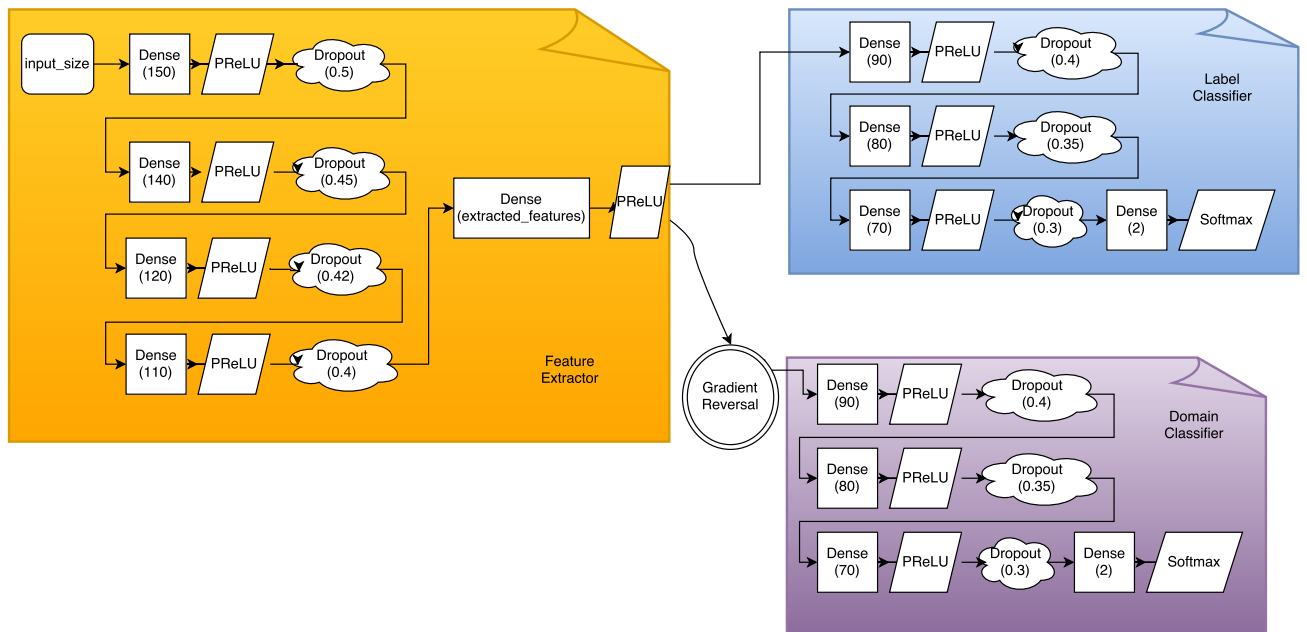 input_size
Dense
(150)
PReLU
Dropout
(0.5)
Dense
(140)
PReLU
Dropout
(0.45)
Dense
(120)
PReLU
Dropout
(0.42)
Dense
(110)
PReLU
Dropout
(0.4)
Dense
(extracted_features)
PReLU
Feature
Extractor
Dense
(90)
PReLU
Dropout
(0.4)
Label
Classifier
Dense
(80)
PReLU
Dropout
(0.35)
Dense
(70)
PReLU
Dropout
(0.3)
Dense
(2)
Softmax
Gradient
Reversal
Dense
(90)
PReLU
Dropout
(0.4)
Domain
Classifier
Dense
(80)
PReLU
Dropout
(0.35)
Dense
(70)
PReLU
Dropout
(0.3)
Dense
(2)
Softmax